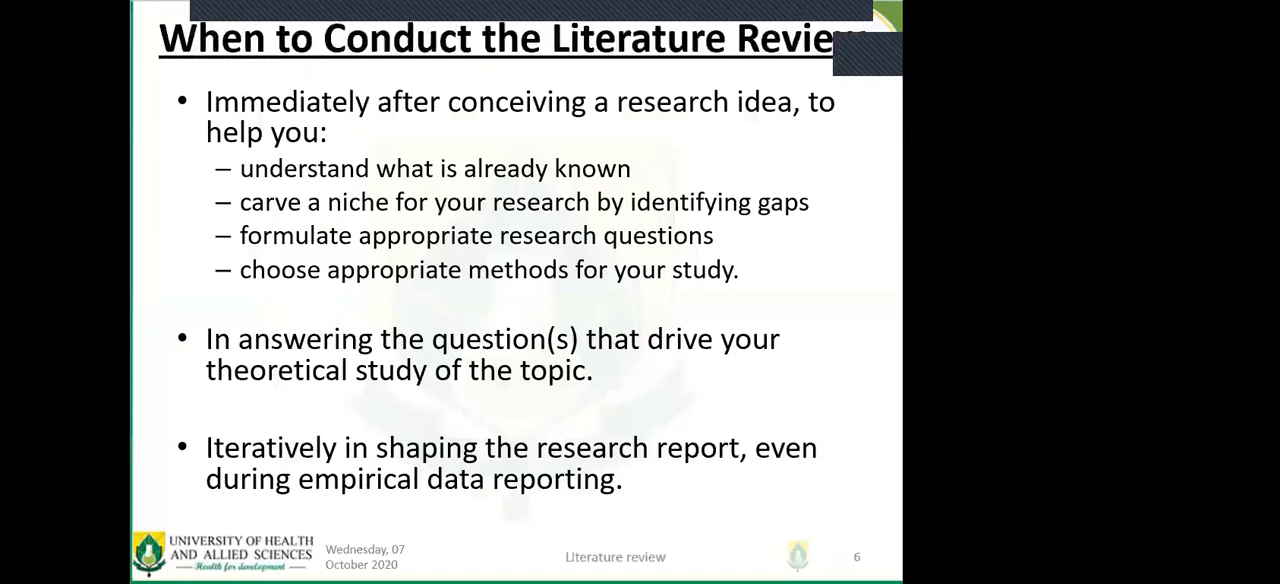 When to Conduct the Literature Review
• Immediately after conceiving a research idea, to
help you:
– understand what is already known
– carve a niche for your research by identifying gaps
– formulate appropriate research questions
– choose appropriate methods for your study.
• In answering the question(s) that drive your
theoretical study of the topic.
• Iteratively in shaping the research report, even
during empirical data reporting.
UNIVERSITY OF HEALTH
AND ALLIED SCIENCES
Health for development
Wednesday, 07
October 2020
Literature review
6